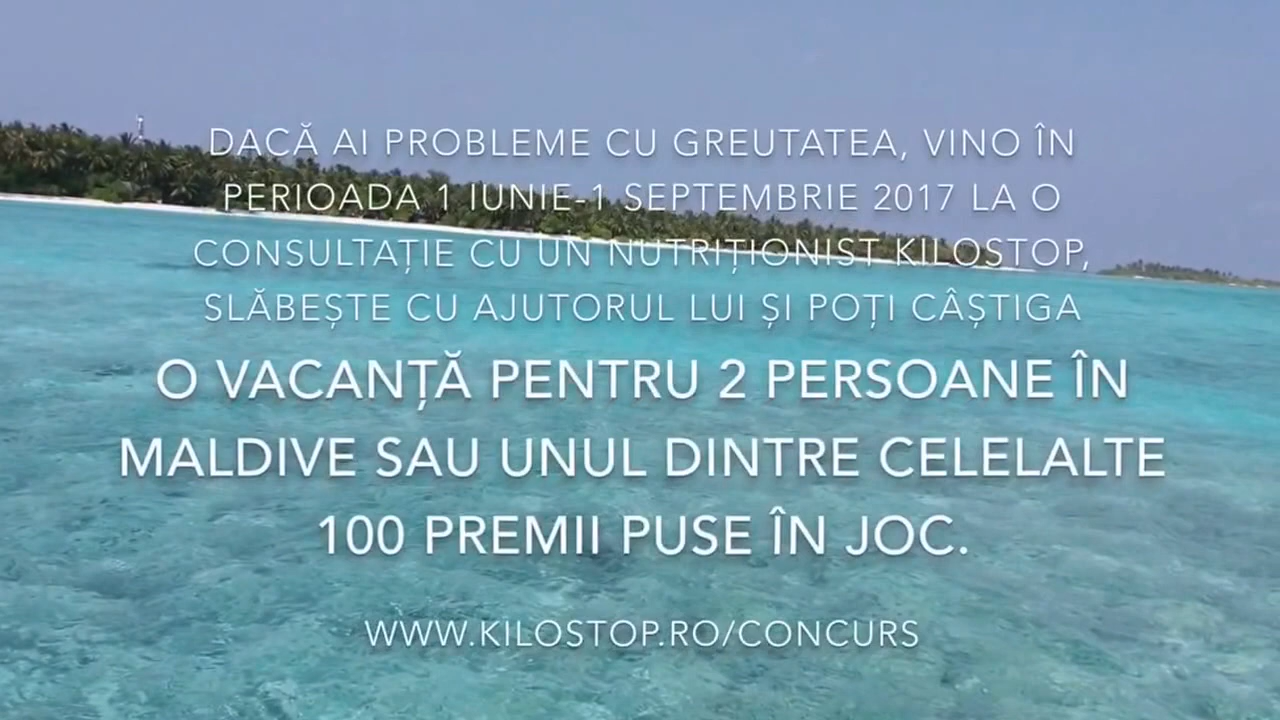 DACĂ AI PROBLEME CU GREUTATEA, VINO ÎN
PERIOADA 1 IUNIE-1 SEPTEMBRIE 2017 LA O
CONSULTAȚIE CU UN NUTRIȚIONIST KILOSTOP,
SLĂBEȘTE CU AJUTORUL LUI ȘI POȚI CÂȘTIGA
O VACANȚĂ PENTRU 2 PERSOANE ÎN
MALDIVE SAU UNUL DINTRE CELELALTE
100 PREMII PUSE ÎN JOC.
WWW.KILOSTOP.RO/CONCURS